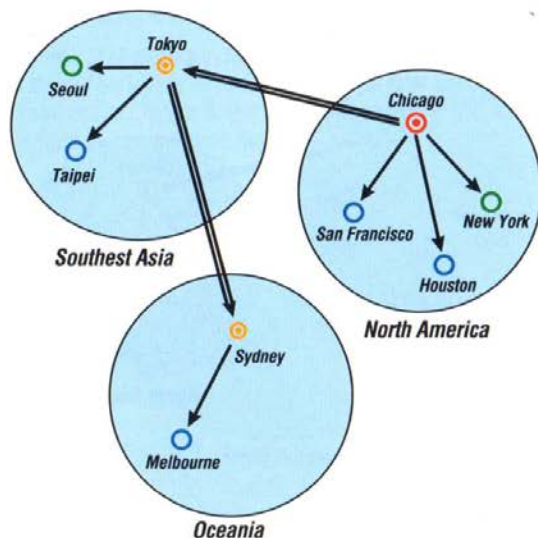 Tokyo
Seoul
Taipei
Southest Asia
Chicago
San Francisco
New York
Houston
North America
Sydney
Melbourne
Oceania